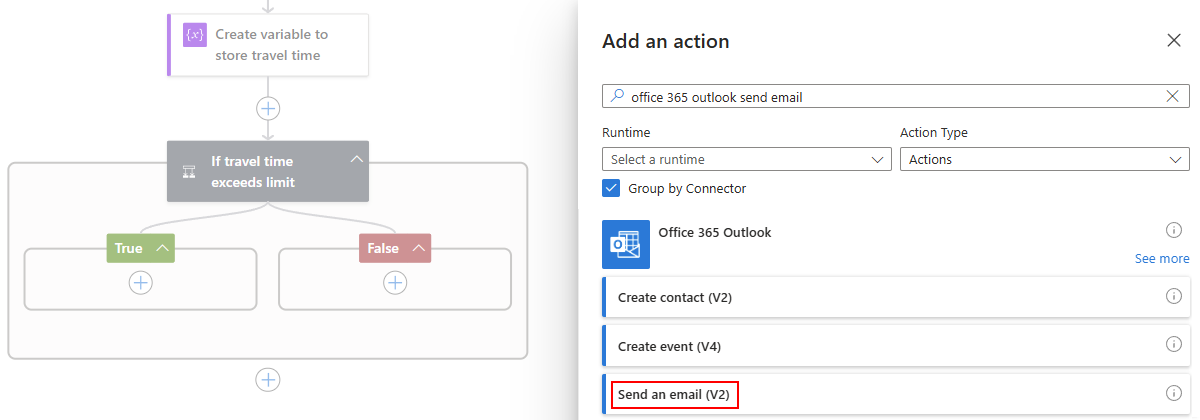 {x} Create variable to
store travel time
If travel time
exceeds limit
True
False
Add an action
office 365 outlook send email
Runtime
Action Type
Select a runtime
Actions
Group by Connector
Office 365 Outlook
See more
Create contact (V2)
Create event (V4)
Send an email (V2)